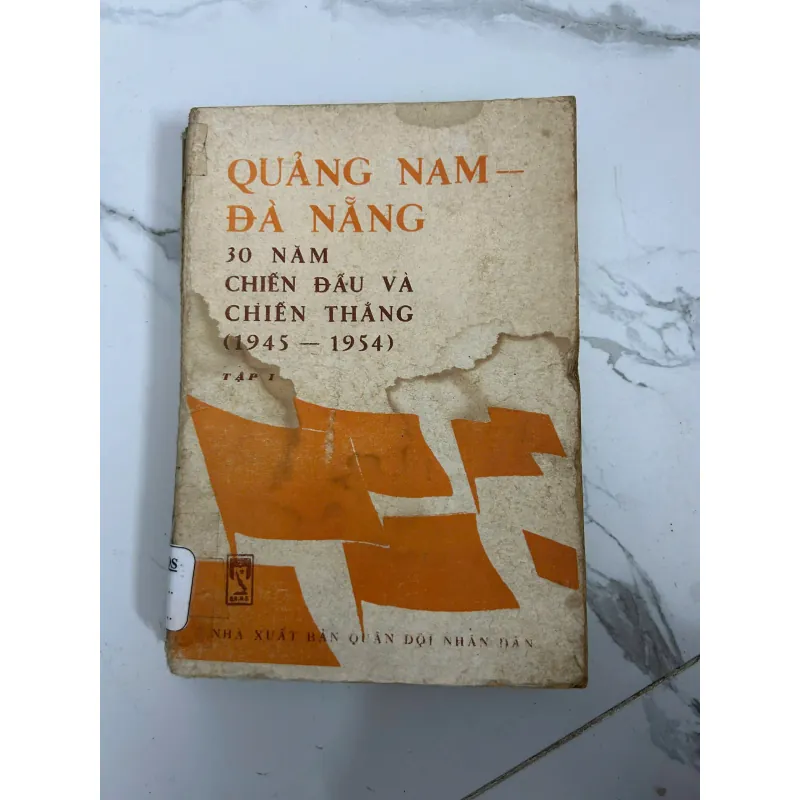 QUẢNG NAM —
ĐÀ NẴNG
30 NĂM
CHIẾN ĐẤU VÀ
CHIẾN THẮNG
(1945 — 1954)
TẬP I
NHÀ XUẤT BẢN QUÂN ĐỘI NHÂN DÂN